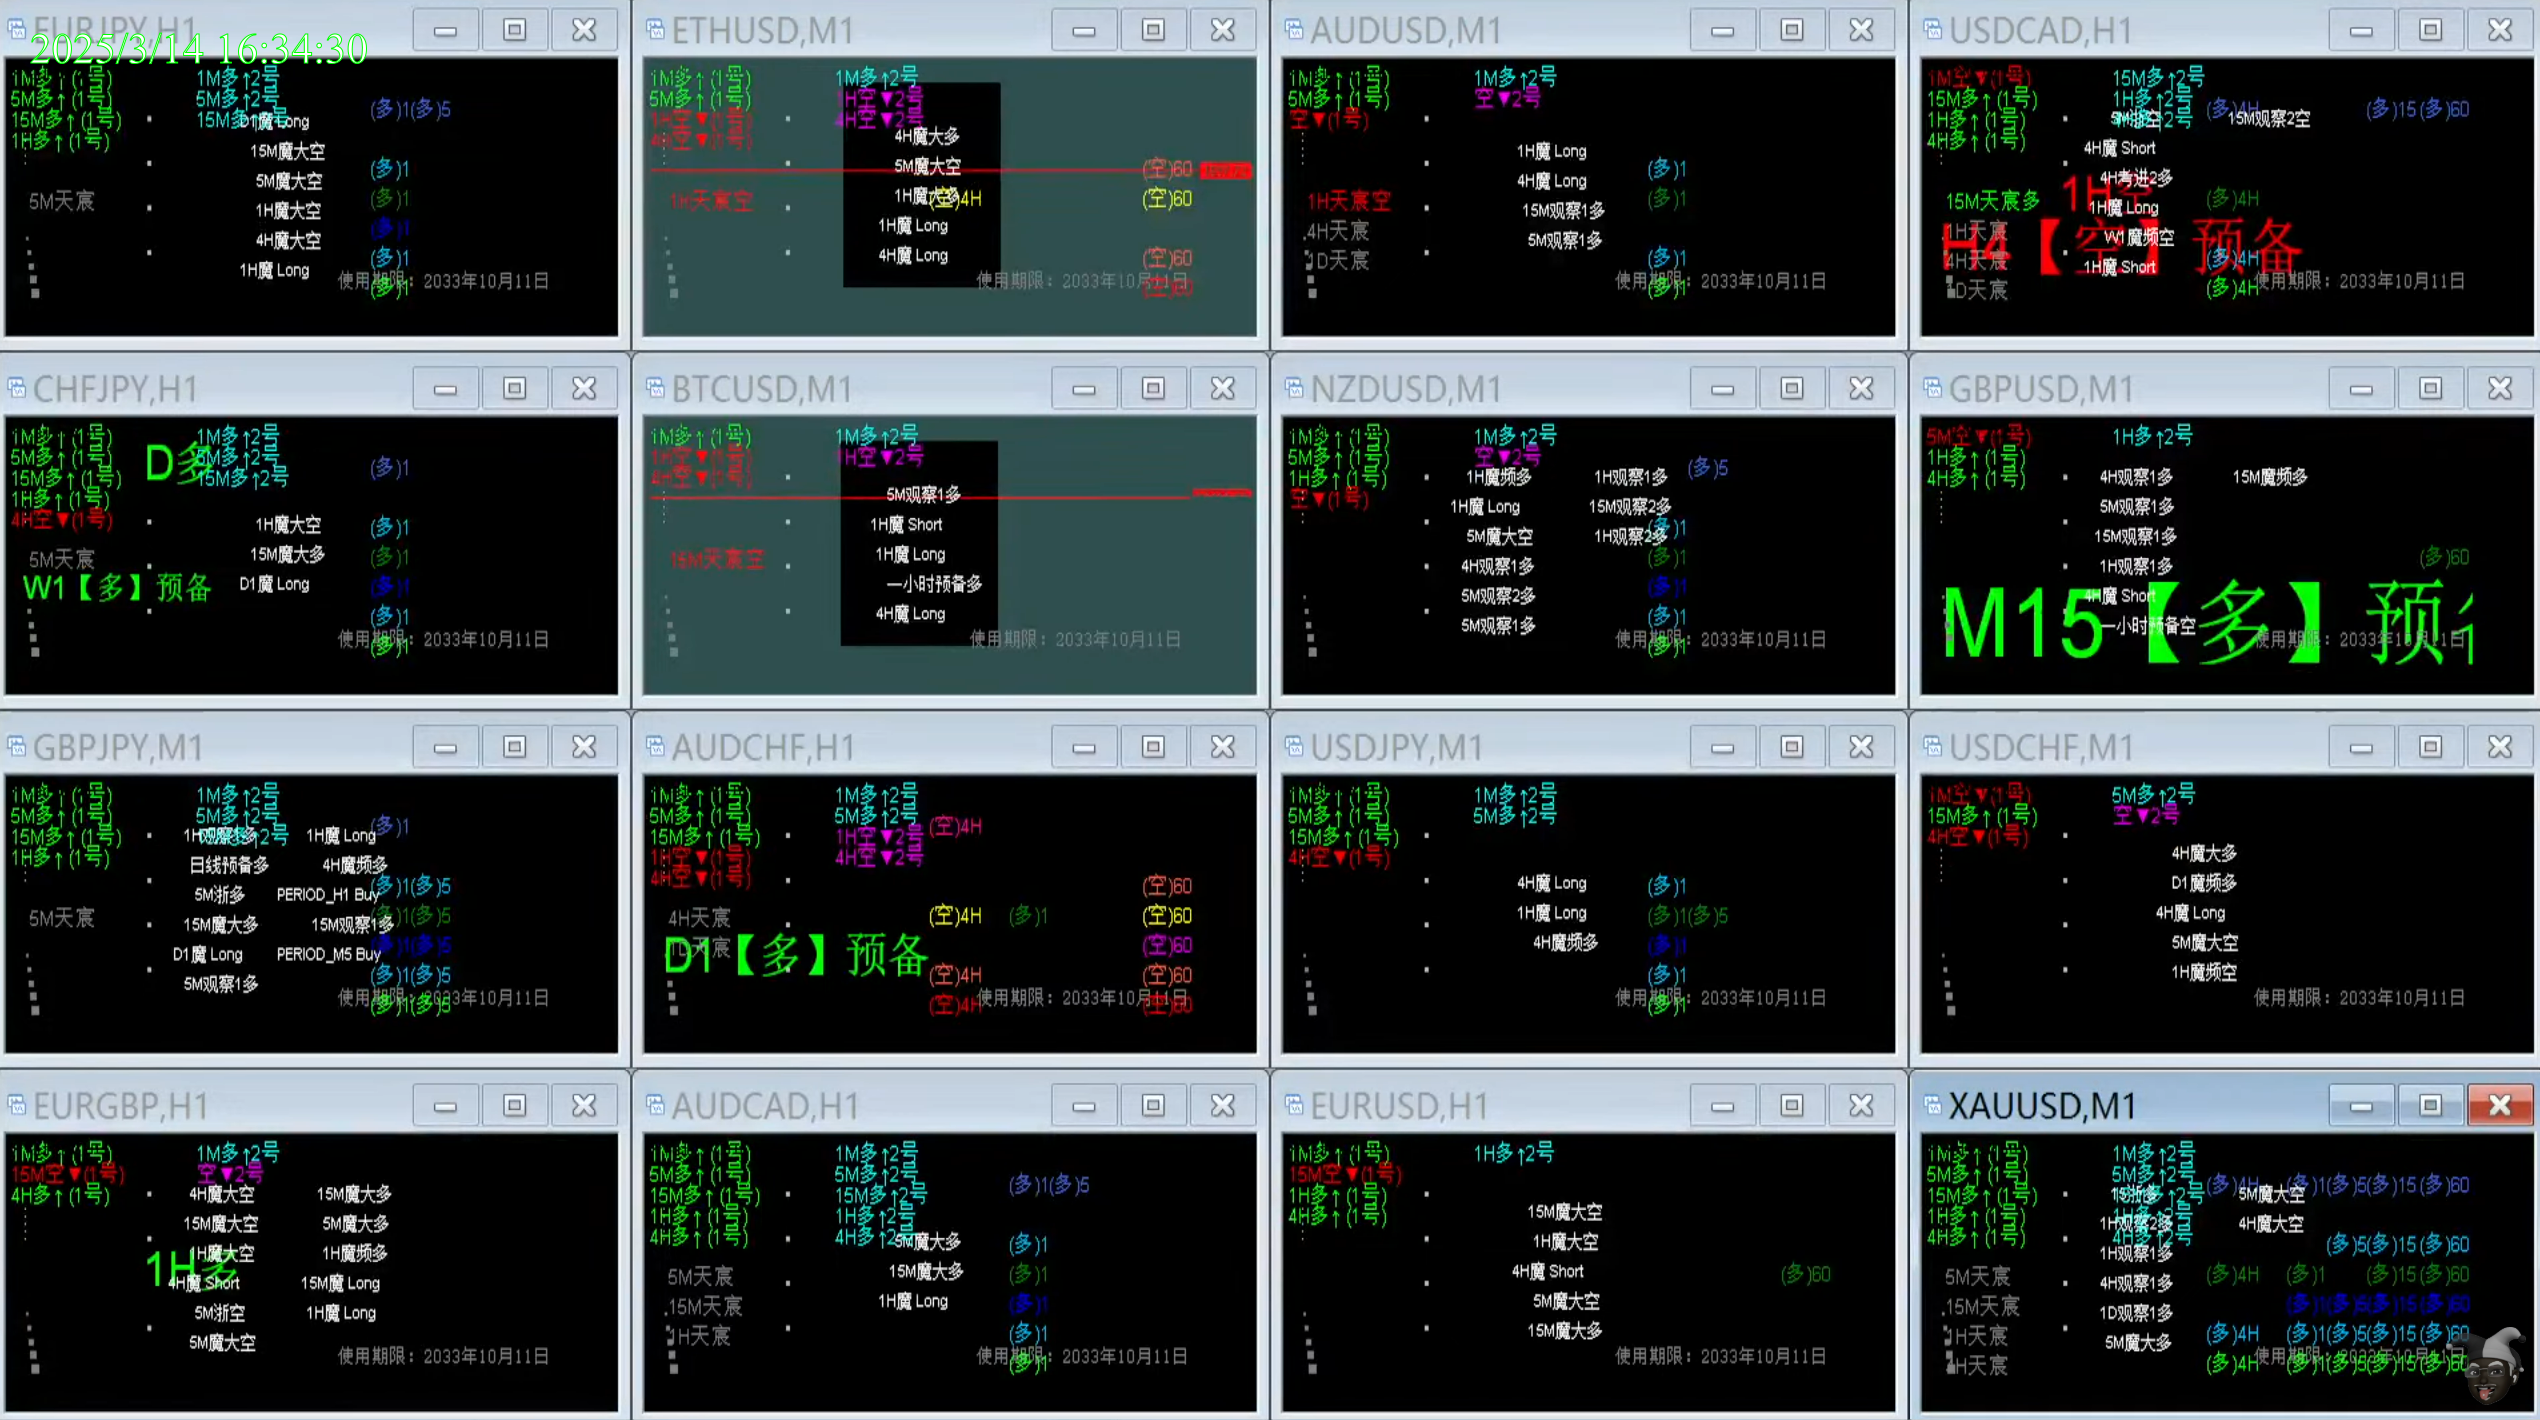 EURJPY,H1
2025/3/14 16:34:30
1M多↑(1号)
5M多↑(1号)
15M多↑(1号)
1H多↑(1号)
1M多↑2号
5M多↑2号
15M多↑2号
D1魔 Long
15M魔大空
5M魔大空
1H魔大空
4H魔大空
1H魔 Long
(多)1(多)5
(多)1
(多)1
(多)1
(多)1
(多)1
5M天宸
使用期限：2033年10月11日
ETHUSD,M1
1M多↑(1号)
5M多↑(1号)
1H空▼(1号)
4H空▼(1号)
1M多↑2号
1H空▼2号
4H空▼2号
4H魔大多
5M魔大空
1H魔大多
1H魔 Long
4H魔 Long
1H天宸空
(空)4H
(空)60
(空)60
(空)60
(空)60
使用期限：2033年10月11日
AUDUSD,M1
1M多↑(1号)
5M多↑(1号)
空▼(1号)
1M多↑2号
空▼2号
1H魔 Long
4H魔 Long
15M观察1多
5M观察1多
1H天宸空
4H天宸
1D天宸
(多)1
(多)1
(多)1
(多)1
使用期限：2033年10月11日
USDCAD,H1
1M空▼(1号)
15M多↑(1号)
1H多↑(1号)
4H多↑(1号)
15M多↑2号
1H多↑2号
4H多↑2号
(多)4H
(多)15(多)60
15M观察2空
4H魔 Short
4H考进2多
1H魔 Long
W1魔频空
1H魔 Short
15M天宸多
1H天宸
4H天宸
1D天宸
1H空
H4【空】预备
(多)4H
(多)4H
(多)4H
使用期限：2033年10月11日
CHFJPY,H1
1M多↑(1号)
5M多↑(1号)
15M多↑(1号)
1H多↑(1号)
4H空▼(1号)
D多
1M多↑2号
5M多↑2号
15M多↑2号
1H魔大空
15M魔大多
D1魔 Long
5M天宸
W1【多】预备
(多)1
(多)1
(多)1
(多)1
(多)1
(多)1
使用期限：2033年10月11日
BTCUSD,M1
1M多↑(1号)
1H空▼(1号)
4H空▼(1号)
1M多↑2号
1H空▼2号
5M观察1多
1H魔 Short
1H魔 Long
一小时预备多
4H魔 Long
15M天宸空
使用期限：2033年10月11日
NZDUSD,M1
1M多↑(1号)
5M多↑(1号)
1H多↑(1号)
空▼(1号)
1M多↑2号
空▼2号
1H魔频多
1H魔 Long
5M魔大空
4H观察1多
5M观察2多
5M观察1多
1H观察1多
15M观察2多
1H观察2多
(多)5
(多)1
(多)1
(多)1
(多)1
(多)1
使用期限：2033年10月11日
GBPUSD,M1
5M空▼(1号)
1H多↑(1号)
4H多↑(1号)
1H多↑2号
4H观察1多
15M魔频多
5M观察1多
15M观察1多
1H观察1多
4H魔 Short
一小时预备空
(多)60
M15【多】预
使用期限：2033年10月11日
GBPJPY,M1
1M多↑(1号)
5M多↑(1号)
15M多↑(1号)
1H多↑(1号)
1M多↑2号
5M多↑2号
15M多↑2号
1H观察1多
1H魔 Long
日线预备多
4H魔频多
5M浙多
PERIOD_H1 Buy
15M魔大多
15M观察1多
D1魔 Long
PERIOD_M5 Buy
5M观察1多
5M天宸
(多)1
(多)1(多)5
(多)1(多)5
(多)1(多)5
(多)1(多)5
(多)1(多)5
使用期限：2033年10月11日
AUDCHF,H1
1M多↑(1号)
5M多↑(1号)
15M多↑(1号)
1H空▼(1号)
4H空▼(1号)
1M多↑2号
5M多↑2号
1H空▼2号
4H空▼2号
4H天宸
1D天宸
D1【多】预备
(空)4H
(空)60
(空)4H
(多)1
(空)60
(空)60
(空)4H
(空)60
(空)4H
(空)60
使用期限：2033年10月11日
USDJPY,M1
1M多↑(1号)
5M多↑(1号)
15M多↑(1号)
4H空▼(1号)
1M多↑2号
5M多↑2号
4H魔 Long
1H魔 Long
4H魔频多
(多)1
(多)1(多)5
(多)1
(多)1
(多)1
使用期限：2033年10月11日
USDCHF,M1
1M空▼(1号)
15M多↑(1号)
4H空▼(1号)
5M多↑2号
空▼2号
4H魔大多
D1魔频多
4H魔 Long
5M魔大空
1H魔频空
使用期限：2033年10月11日
EURGBP,H1
1M多↑(1号)
15M空▼(1号)
4H多↑(1号)
1M多↑2号
空▼2号
4H魔大空
15M魔大多
15M魔大空
5M魔大多
1H魔大空
1H魔频多
1H多
4H魔 Short
15M魔 Long
5M浙空
1H魔 Long
5M魔大空
使用期限：2033年10月11日
AUDCAD,H1
1M多↑(1号)
5M多↑(1号)
15M多↑(1号)
1H多↑(1号)
4H多↑(1号)
1M多↑2号
5M多↑2号
15M多↑2号
1H多↑2号
4H多↑2号
5M魔大多
15M魔大多
1H魔 Long
5M天宸
15M天宸
1H天宸
(多)1(多)5
(多)1
(多)1
(多)1
(多)1
(多)1
使用期限：2033年10月11日
EURUSD,H1
1M多↑(1号)
15M空▼(1号)
1H多↑(1号)
4H多↑(1号)
1H多↑2号
15M魔大空
1H魔大空
4H魔 Short
5M魔大空
15M魔大多
(多)60
使用期限：2033年10月11日
XAUUSD,M1
1M多↑(1号)
5M多↑(1号)
15M多↑(1号)
1H多↑(1号)
4H多↑(1号)
1M多↑2号
5M多↑2号
15M多↑2号
1H多↑2号
4H多↑2号
5M魔大空
1H观察2多
4H魔大空
1H观察1多
4H观察1多
1D观察1多
5M魔大多
5M天宸
15M天宸
1H天宸
4H天宸
(多)4H
(多)1(多)5(多)15(多)60
(多)5(多)15(多)60
(多)4H
(多)1
(多)15(多)60
(多)1(多)5(多)15(多)60
(多)4H
(多)1(多)5(多)15(多)60
(多)4H
(多)1(多)5(多)15(多)60
使用期限：2033年10月11日